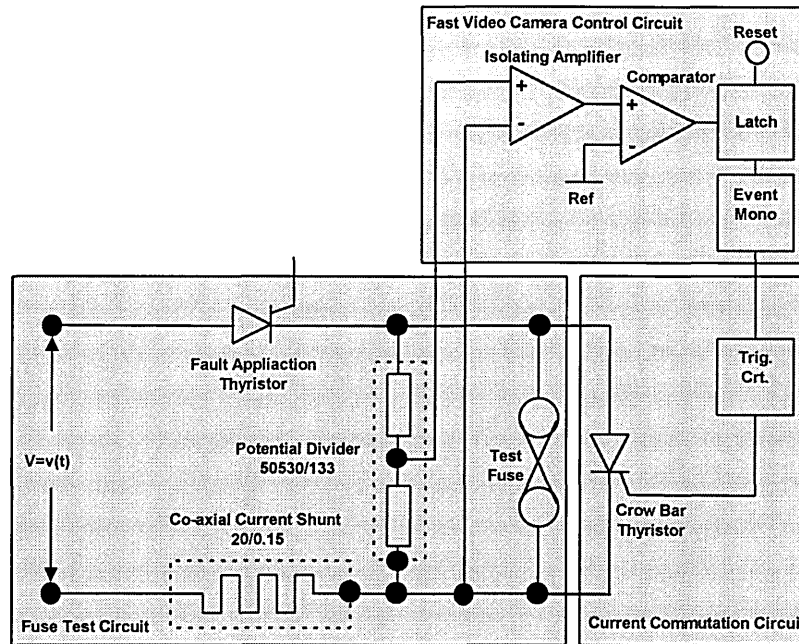 Fast Video Camera Control Circuit
Reset
Isolating Amplifier
Comparator
+
-
+
-
Latch
Ref
Event
Mono
Fault Appliaction
Thyristor
Trig.
Crt.
V=v(t)
Potential Divider
50530/133
Test
Fuse
Co-axial Current Shunt
20/0.15
Crow Bar
Thyristor
Fuse Test Circuit
Current Commutation Circuit